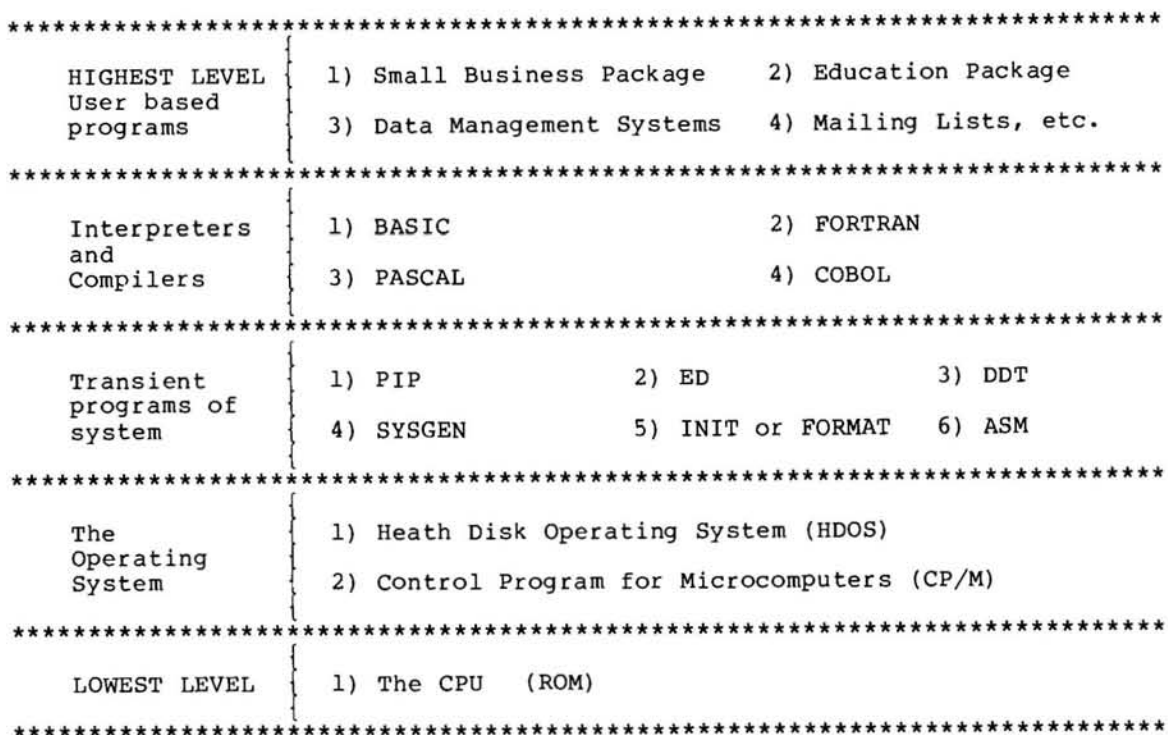 ******************************************************************************
HIGHEST LEVEL 1) Small Business Package 2) Education Package
User based
programs 3) Data Management Systems 4) Mailing Lists, etc.
******************************************************************************
Interpreters 1) BASIC 2) FORTRAN
and
Compilers 3) PASCAL 4) COBOL
******************************************************************************
Transient 1) PIP 2) ED 3) DDT
programs of
system 4) SYSGEN 5) INIT or FORMAT 6) ASM
******************************************************************************
The 1) Heath Disk Operating System (HDOS)
Operating
System 2) Control Program for Microcomputers (CP/M)
******************************************************************************
LOWEST LEVEL 1) The CPU (ROM)
******************************************************************************